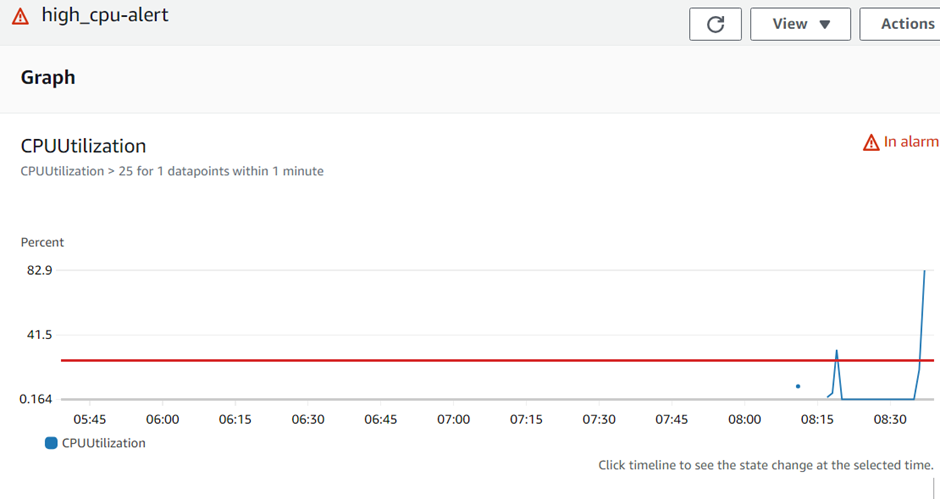 high_cpu-alert
View
Actions
Graph
CPUUtilization
In alarm
CPUUtilization > 25 for 1 datapoints within 1 minute
Percent
82.9
41.5
0.164
05:45 06:00 06:15 06:30 06:45 07:00 07:15 07:30 07:45 08:00 08:15 08:30
CPUUtilization
Click timeline to see the state change at the selected time.